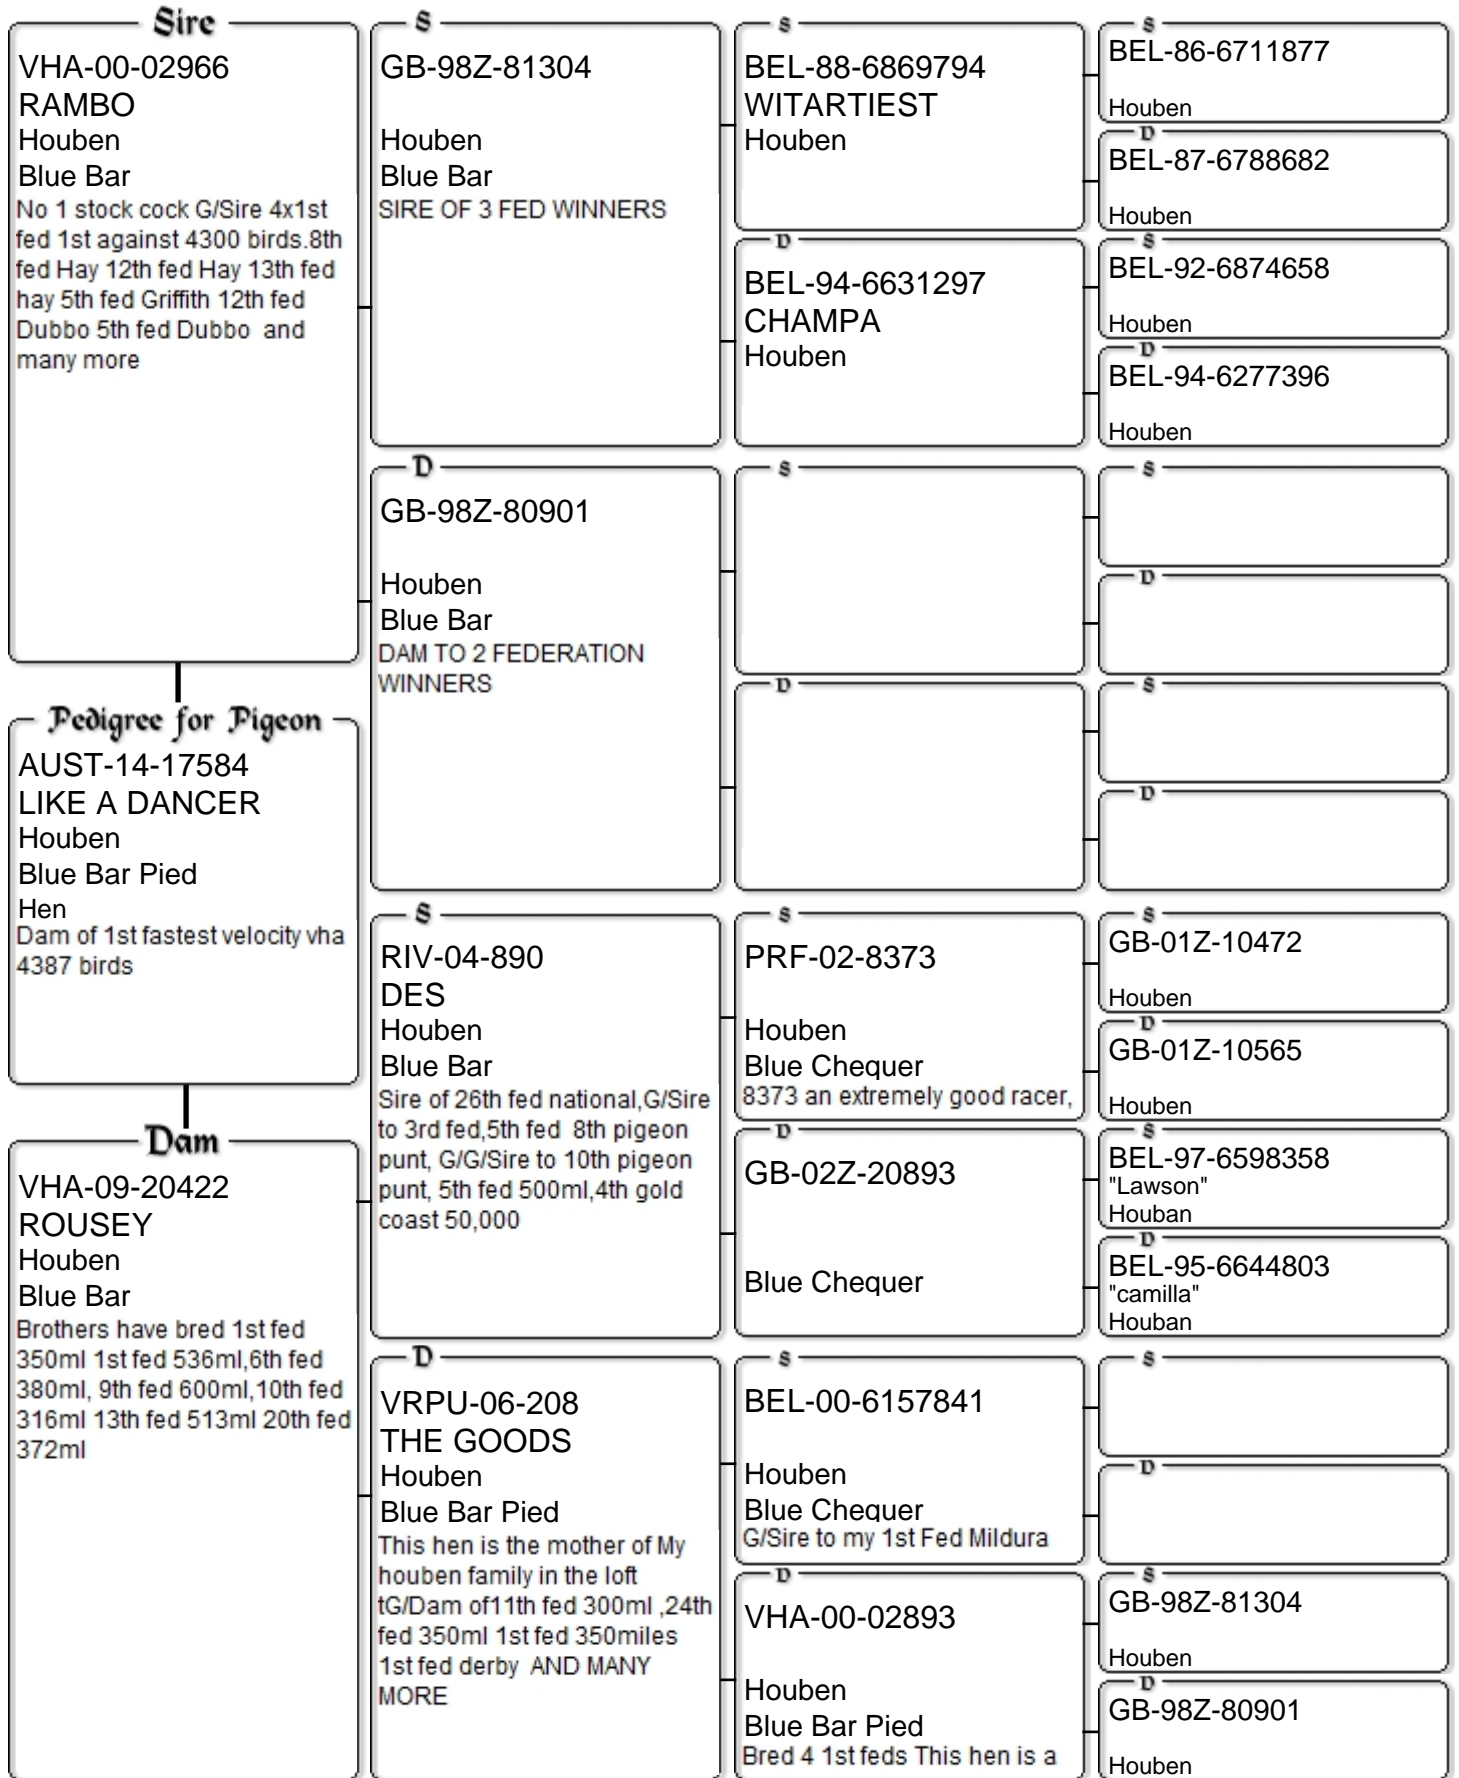 Sire
VHA-00-02966
RAMBO
Houben
Blue Bar
No 1 stock cock G/Sire 4x1st
fed 1st against 4300 birds.8th
fed Hay 12th fed Hay 13th fed
hay 5th fed Griffith 12th fed
Dubbo 5th fed Dubbo  and
many more
Pedigree for Pigeon
AUST-14-17584
LIKE A DANCER
Houben
Blue Bar Pied
Hen
Dam of 1st fastest velocity vha
4387 birds
Dam
VHA-09-20422
ROUSEY
Houben
Blue Bar
Brothers have bred 1st fed
350ml 1st fed 536ml,6th fed
380ml, 9th fed 600ml,10th fed
316ml 13th fed 513ml 20th fed
372ml
S
GB-98Z-81304
Houben
Blue Bar
SIRE OF 3 FED WINNERS
D
GB-98Z-80901
Houben
Blue Bar
DAM TO 2 FEDERATION
WINNERS
S
RIV-04-890
DES
Houben
Blue Bar
Sire of 26th fed national,G/Sire
to 3rd fed,5th fed  8th pigeon
punt, G/G/Sire to 10th pigeon
punt, 5th fed 500ml,4th gold
coast 50,000
D
VRPU-06-208
THE GOODS
Houben
Blue Bar Pied
This hen is the mother of My
houben family in the loft
tG/Dam of11th fed 300ml ,24th
fed 350ml 1st fed 350miles
1st fed derby  AND MANY
MORE
S
BEL-88-6869794
WITARTIEST
Houben
D
BEL-94-6631297
CHAMPA
Houben
S
D
S
PRF-02-8373
Houben
Blue Chequer
8373 an extremely good racer,
D
GB-02Z-20893
Blue Chequer
S
BEL-00-6157841
Houben
Blue Chequer
G/Sire to my 1st Fed Mildura
D
VHA-00-02893
Houben
Blue Bar Pied
Bred 4 1st feds This hen is a
S
BEL-86-6711877
Houben
D
BEL-87-6788682
Houben
S
BEL-92-6874658
Houben
D
BEL-94-6277396
Houben
S
D
S
D
S
GB-01Z-10472
Houben
D
GB-01Z-10565
Houben
S
BEL-97-6598358
"Lawson"
Houban
D
BEL-95-6644803
"camilla"
Houban
S
D
S
GB-98Z-81304
Houben
D
GB-98Z-80901
Houben